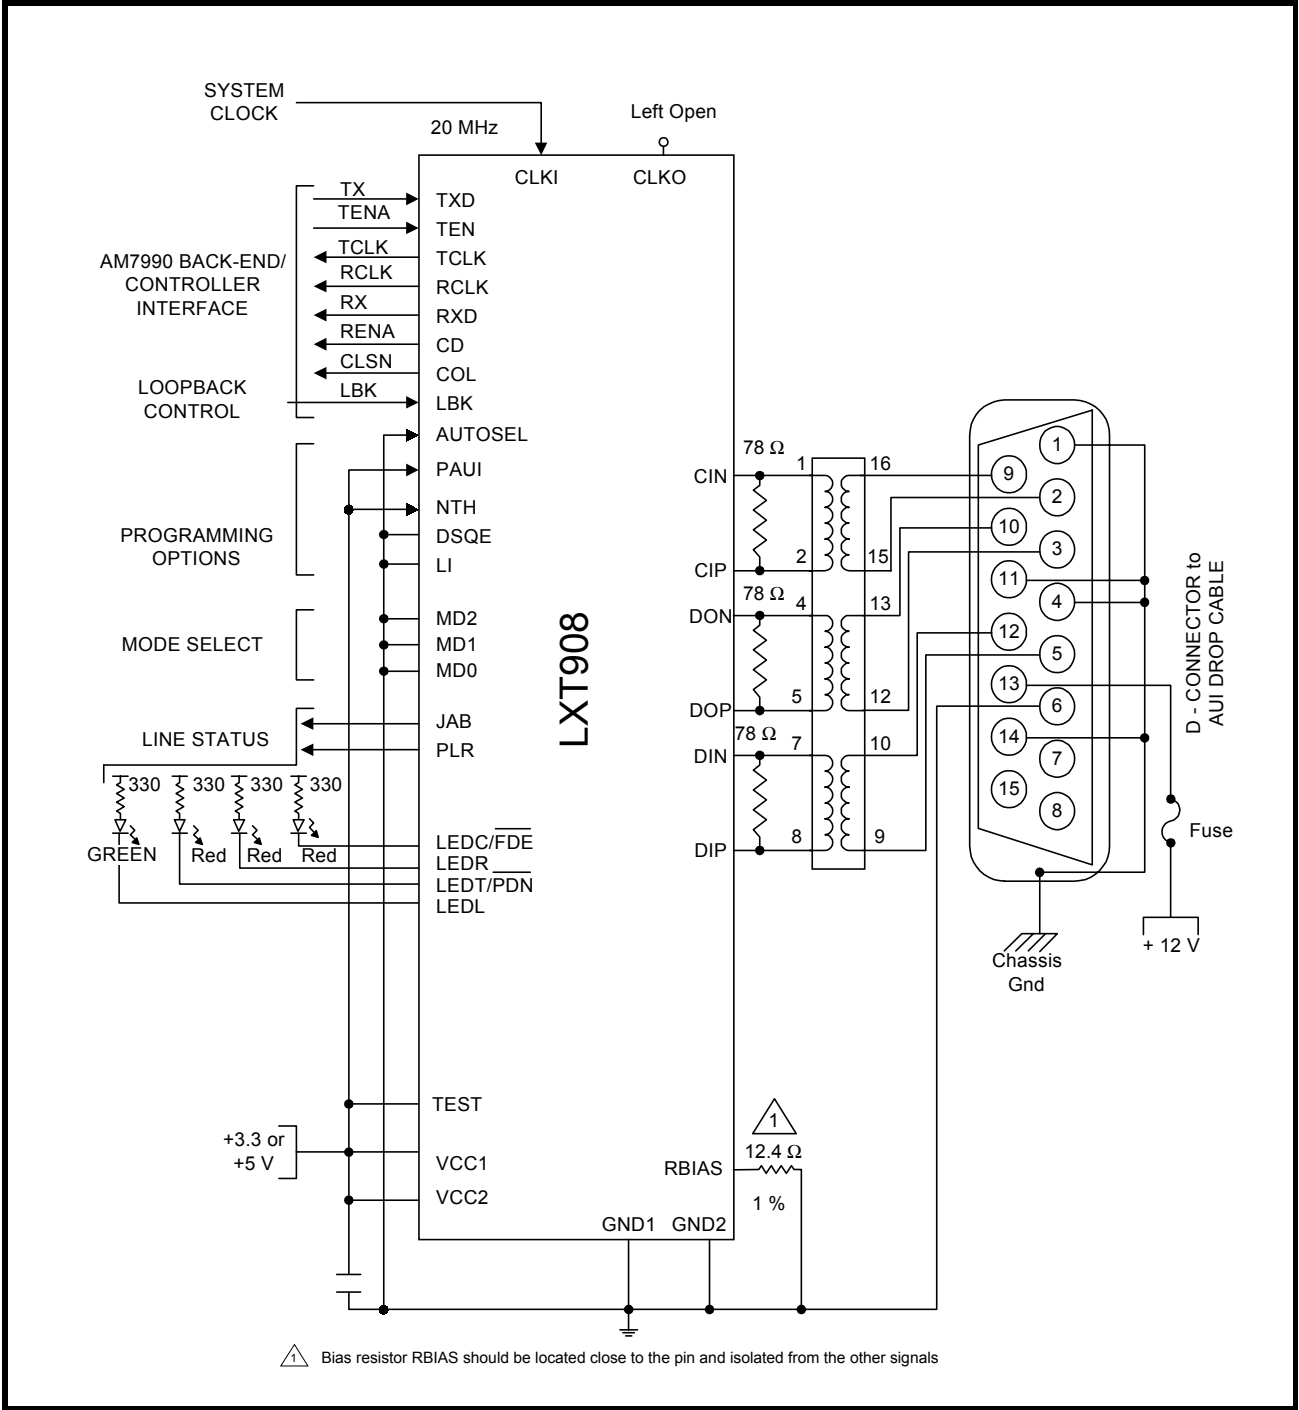 SYSTEM
CLOCK
20 MHz
Left Open
CLKI
CLKO
TX
TXD
TENA
TEN
TCLK
TCLK
RCLK
RCLK
RX
RXD
RENA
CD
CLSN
COL
LBK
LBK
AM7990 BACK-END/
CONTROLLER
INTERFACE
LOOPBACK
CONTROL
AUTOSEL
PAUI
NTH
DSQE
LI
PROGRAMMING
OPTIONS
MD2
MD1
MD0
MODE SELECT
JAB
PLR
LINE STATUS
330
330
330
330
GREEN
Red
Red
Red
LEDC/FDE
LEDR
LEDT/PDN
LEDL
LXT908
TEST
+3.3 or
+5 V
VCC1
VCC2
CIN
78 Ω
1
16
CIP
2
15
DON
78 Ω
4
13
DOP
5
12
DIN
78 Ω
7
10
DIP
8
9
1
9
2
10
3
11
4
12
5
13
6
14
7
15
8
D - CONNECTOR to
AUI DROP CABLE
Fuse
+ 12 V
Chassis
Gnd
1
12.4 Ω
RBIAS
1 %
GND1
GND2
1 Bias resistor RBIAS should be located close to the pin and isolated from the other signals